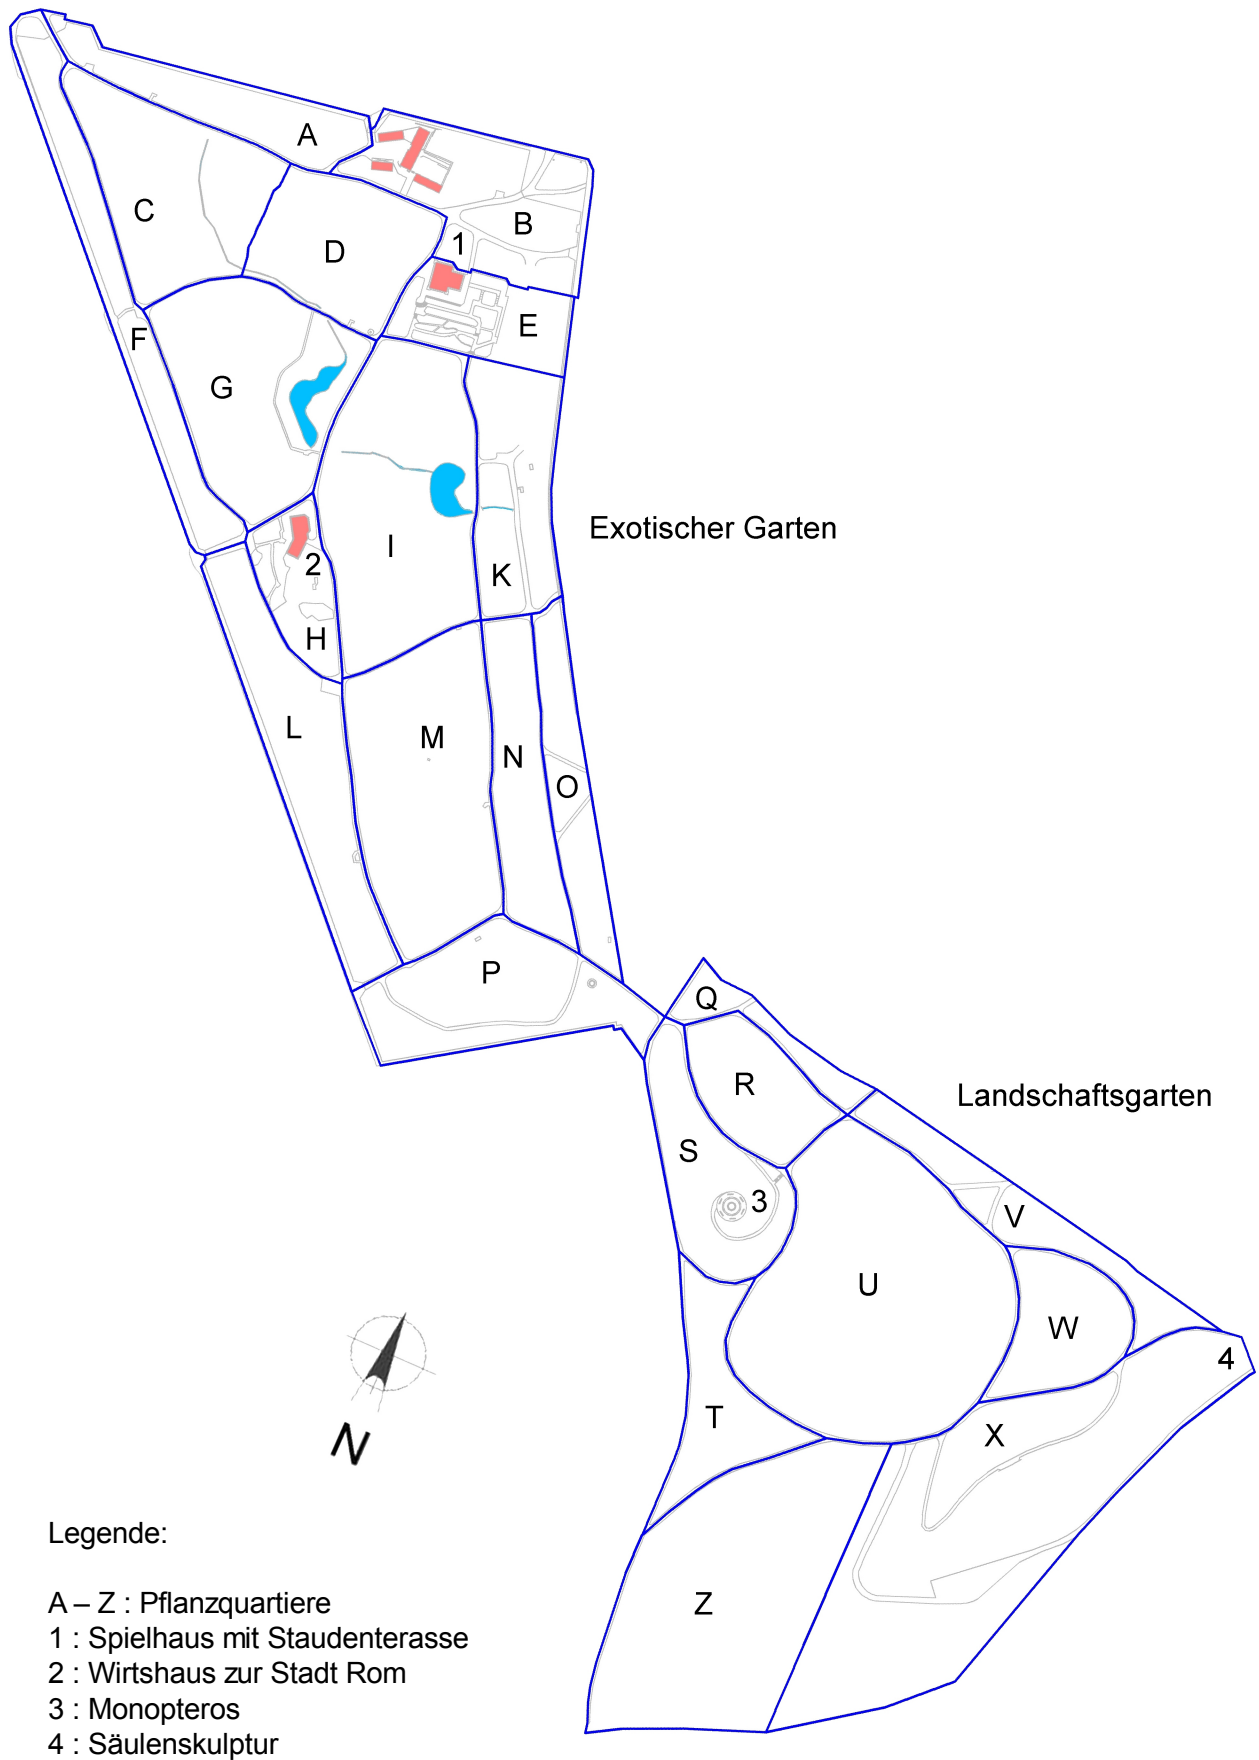 A
C
B
1
D
E
F
G
Exotischer Garten
I
2
K
H
L
M
N
O
P
Q
R
Landschaftsgarten
S
3
V
U
W
4
T
X
N
Legende:
Z
A – Z : Pflanzquartiere
1 : Spielhaus mit Staudenterasse
2 : Wirtshaus zur Stadt Rom
3 : Monopteros
4 : Säulenskulptur